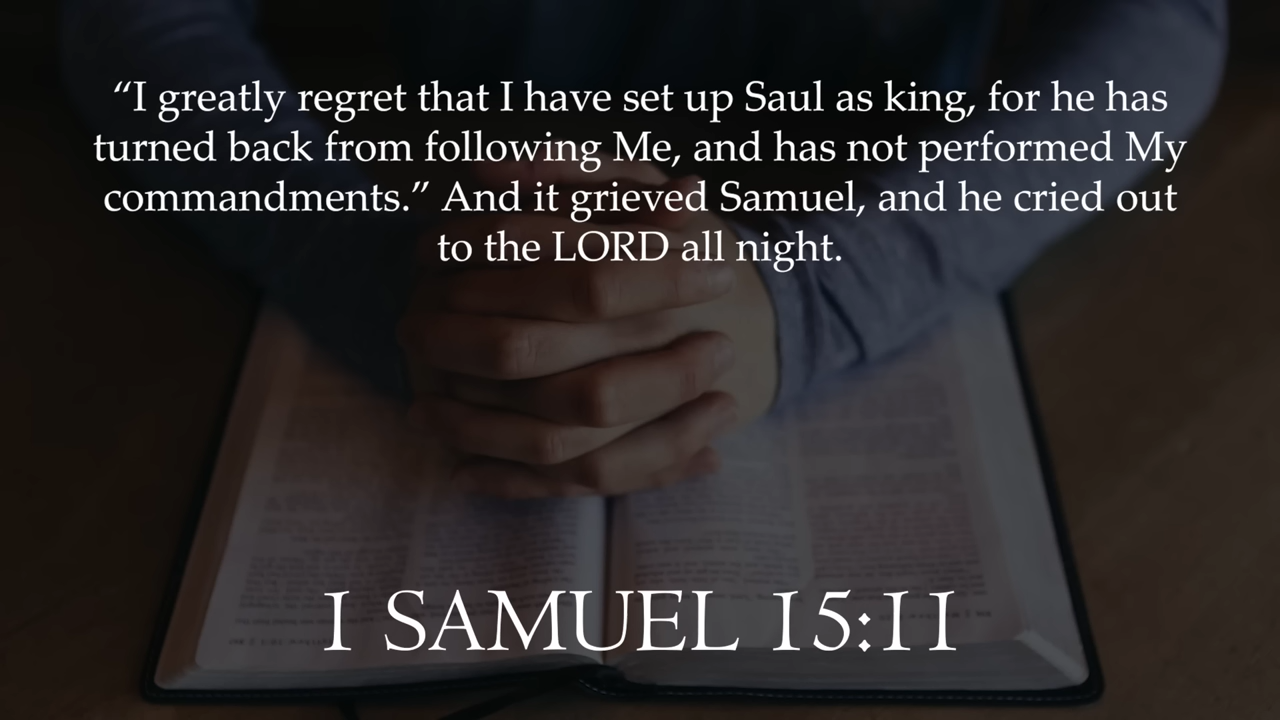 “I greatly regret that I have set up Saul as king, for he has
turned back from following Me, and has not performed My
commandments.” And it grieved Samuel, and he cried out
to the LORD all night.
1 SAMUEL 15:11